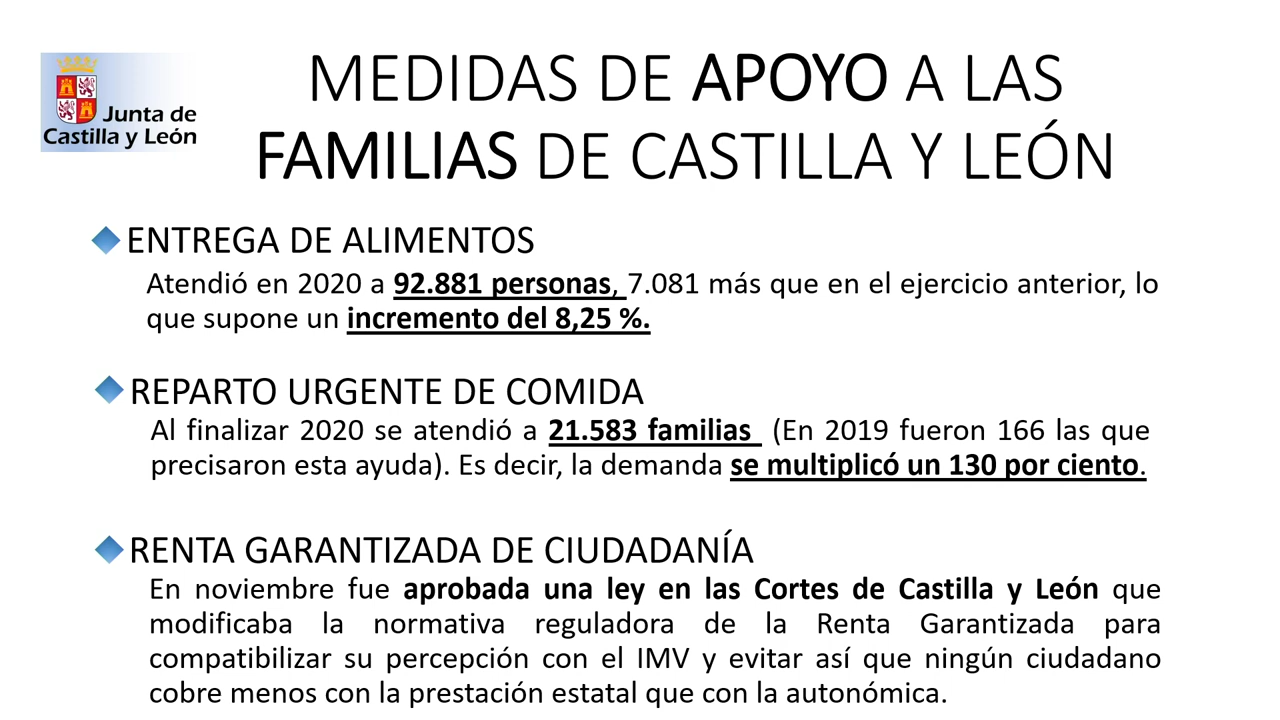 Junta de
Castilla y León
MEDIDAS DE APOYO A LAS
FAMILIAS DE CASTILLA Y LEÓN
ENTREGA DE ALIMENTOS
Atendió en 2020 a 92.881 personas, 7.081 más que en el ejercicio anterior, lo
que supone un incremento del 8,25 %.
REPARTO URGENTE DE COMIDA
Al finalizar 2020 se atendió a 21.583 familias (En 2019 fueron 166 las que
precisaron esta ayuda). Es decir, la demanda se multiplicó un 130 por ciento.
RENTA GARANTIZADA DE CIUDADANÍA
En noviembre fue aprobada una ley en las Cortes de Castilla y León que
modificaba la normativa reguladora de la Renta Garantizada para
compatibilizar su percepción con el IMV y evitar así que ningún ciudadano
cobre menos con la prestación estatal que con la autonómica.